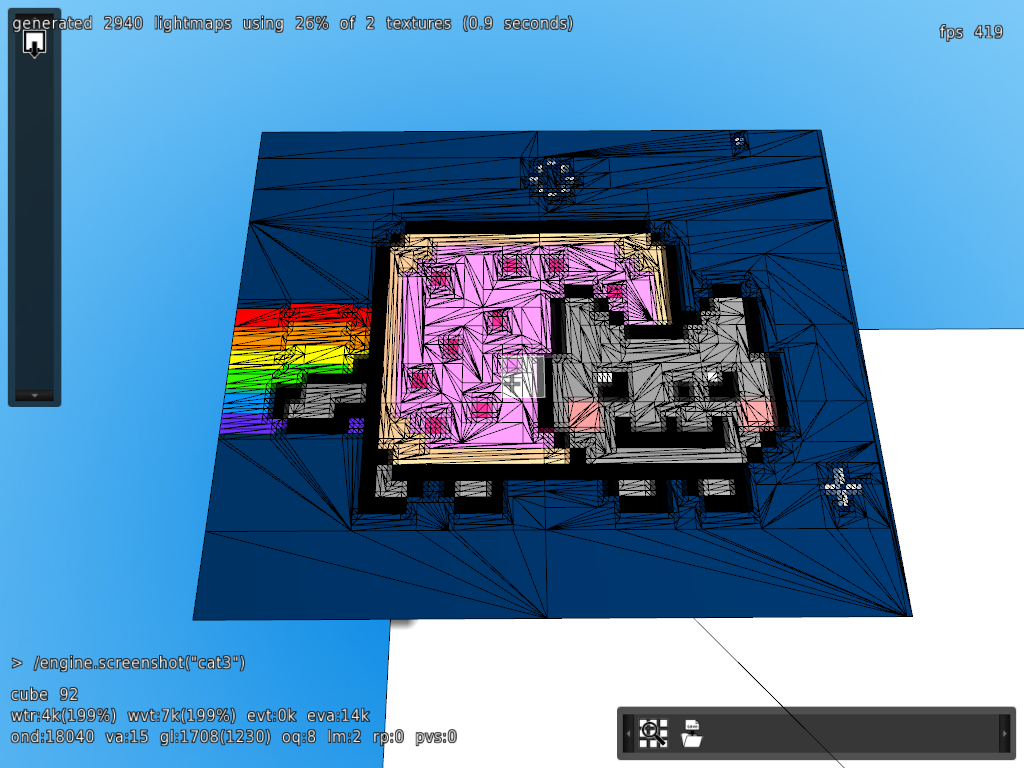 generated 2940 lightmaps using 26% of 2 textures (0.9 seconds)
fps 419
> /engine.screenshot("cat3")
cube 92
wtr:4k(199%) wvt:7k(199%) evt:0k eva:14k
ond:18040 va:15 gl:1708(1230) oq:8 lm:2 rp:0 pvs:0